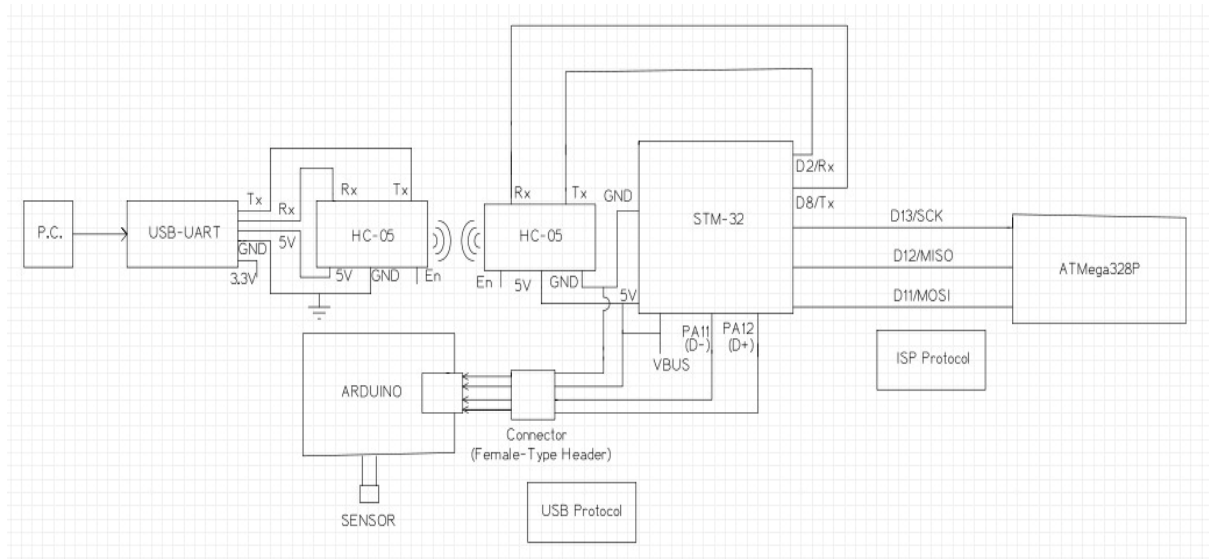 P.C.
USB-UART
Tx
Rx
5V
GND
3.3V
Rx
Tx
HC-05
5V
GND
En
Rx
Tx
HC-05
En
5V
GND
GND
5V
STM-32
D2/Rx
D8/Tx
PA11
(D-)
PA12
(D+)
VBUS
D13/SCK
D12/MISO
D11/MOSI
ATMega328P
ISP Protocol
ARDUINO
Connector
(Female-Type Header)
SENSOR
USB Protocol